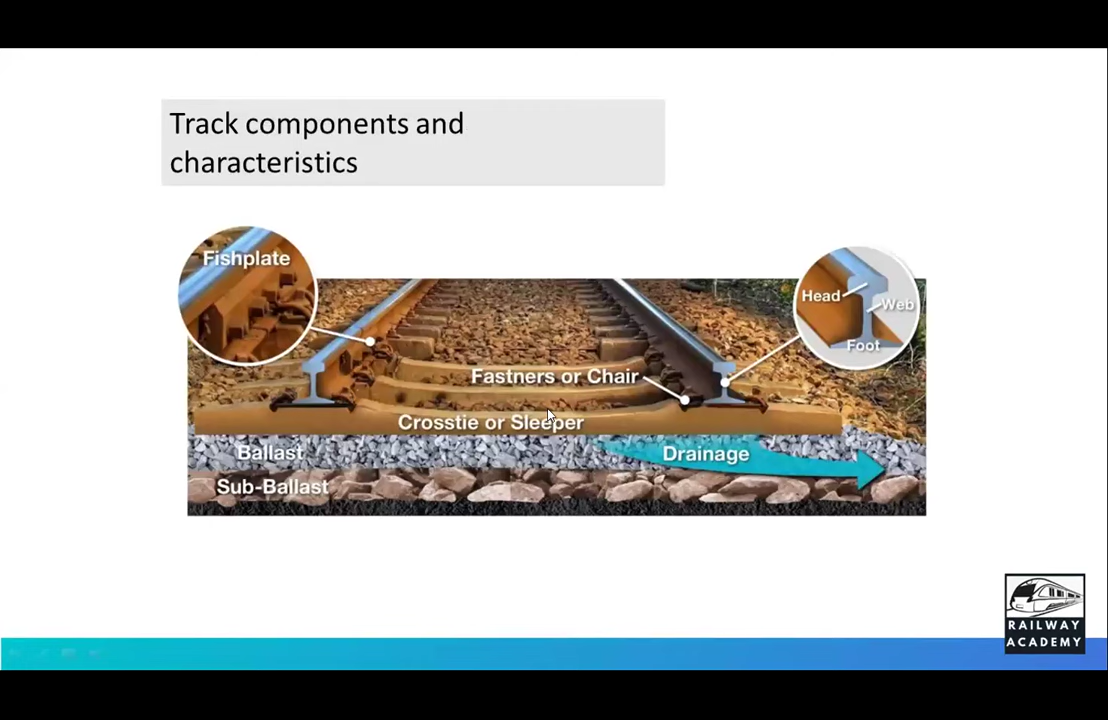 Track components and
characteristics
Fishplate
Head
Web
Foot
Fastners or Chair
Crosstie or Sleeper
Ballast
Drainage
Sub-Ballast
RAILWAY
ACADEMY